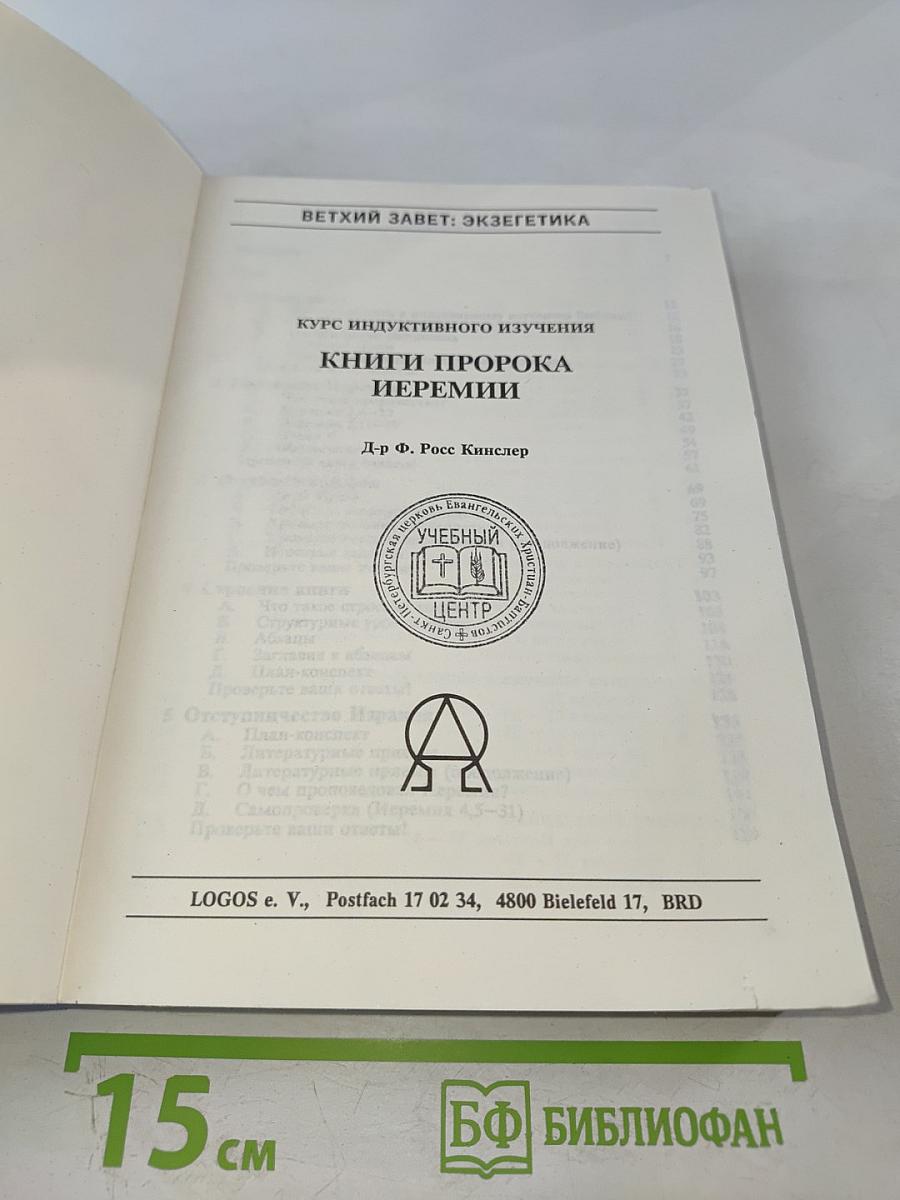 ВЕТХИЙ ЗАВЕТ: ЭКЗЕГЕТИКА
КУРС ИНДУКТИВНОГО ИЗУЧЕНИЯ
КНИГИ ПРОРОКА
ИЕРЕМИИ
Д-р Ф. Росс Кинслер
Санкт-Петербургская церковь Евангельских Христиан-Баптистов
УЧЕБНЫЙ
ЦЕНТР
LOGOS e. V., Postfach 17 02 34, 4800 Bielefeld 17, BRD
15 см
БФ БИБЛИОФАН